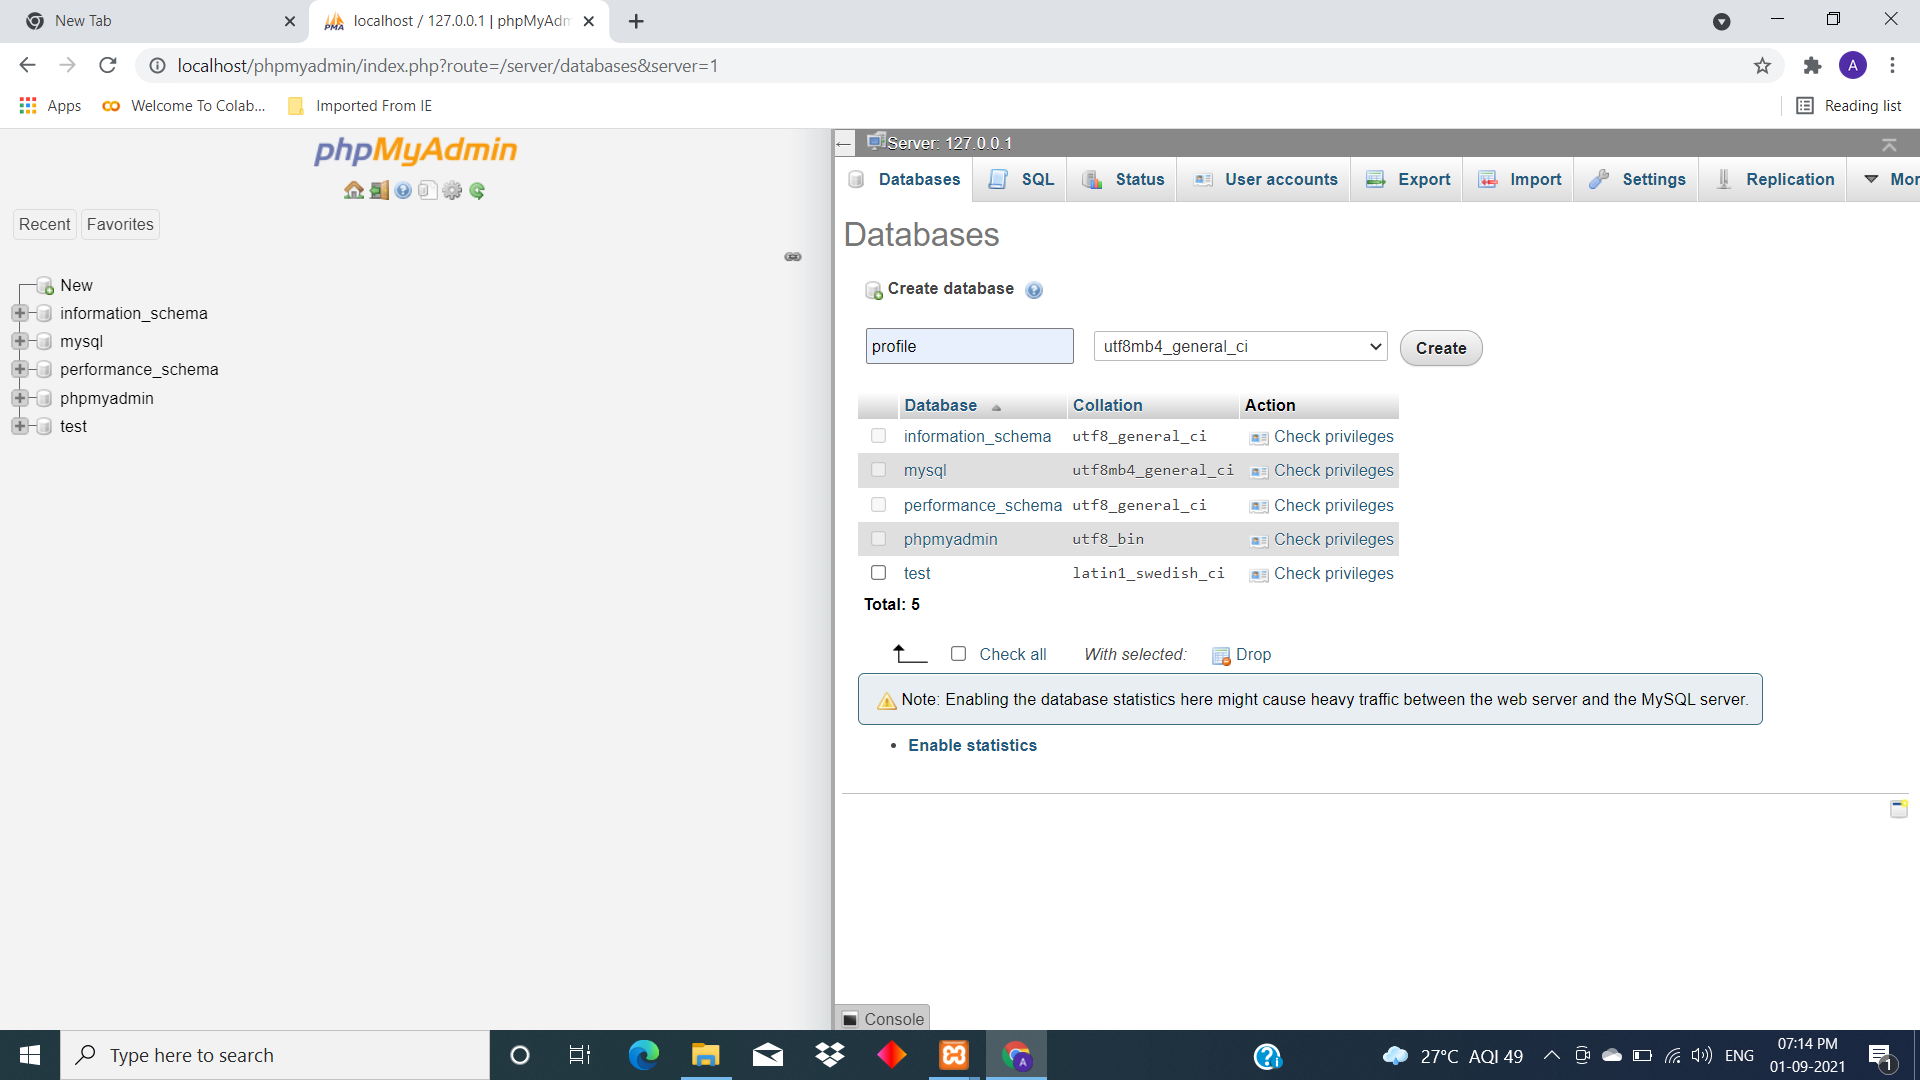 New Tab
localhost / 127.0.0.1 | phpMyAdm
localhost/phpmyadmin/index.php?route=/server/databases&server=1
A
Apps
Welcome To Colab...
Imported From IE
Reading list
phpMyAdmin
Recent
Favorites
New
information_schema
mysql
performance_schema
phpmyadmin
test
Server: 127.0.0.1
Databases
SQL
Status
User accounts
Export
Import
Settings
Replication
Mor
Databases
Create database
profile
utf8mb4_general_ci
Create
Database Collation Action
information_schema utf8_general_ci Check privileges
mysql utf8mb4_general_ci Check privileges
performance_schema utf8_general_ci Check privileges
phpmyadmin utf8_bin Check privileges
test latin1_swedish_ci Check privileges
Total: 5
Check all With selected: Drop
Note: Enabling the database statistics here might cause heavy traffic between the web server and the MySQL server.
• Enable statistics
Console
Type here to search
27°C AQI 49
ENG
07:14 PM
01-09-2021
1